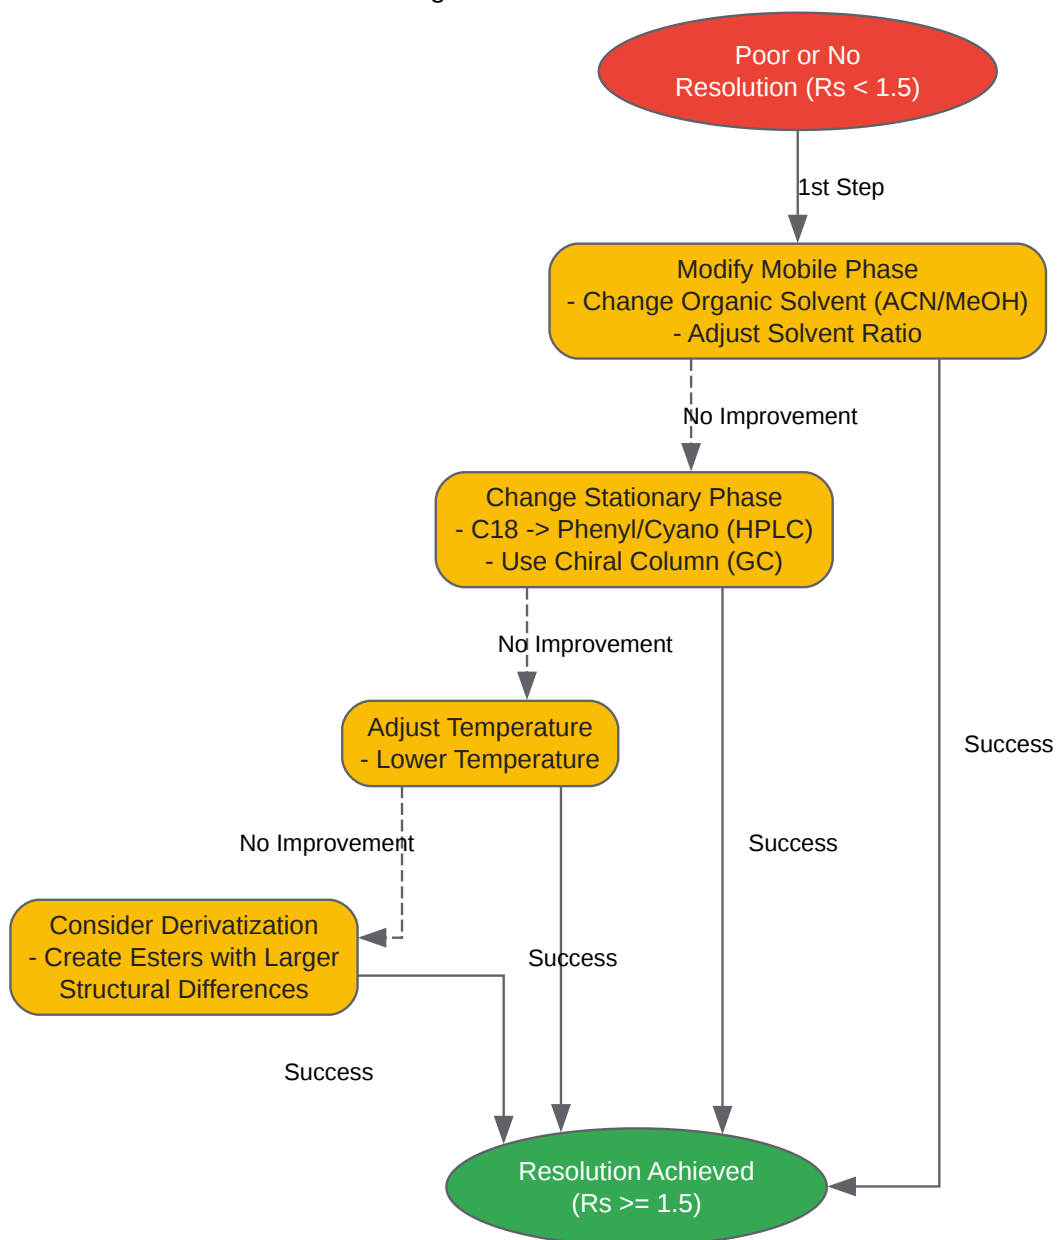 Poor or No
Resolution (Rs < 1.5)
1st Step
Modify Mobile Phase
- Change Organic Solvent (ACN/MeOH)
- Adjust Solvent Ratio
No Improvement
Change Stationary Phase
- C18 -> Phenyl/Cyano (HPLC)
- Use Chiral Column (GC)
No Improvement
Adjust Temperature
- Lower Temperature
Success
No Improvement
Success
Consider Derivatization
- Create Esters with Larger
Structural Differences
Success
Success
Resolution Achieved
(Rs >= 1.5)